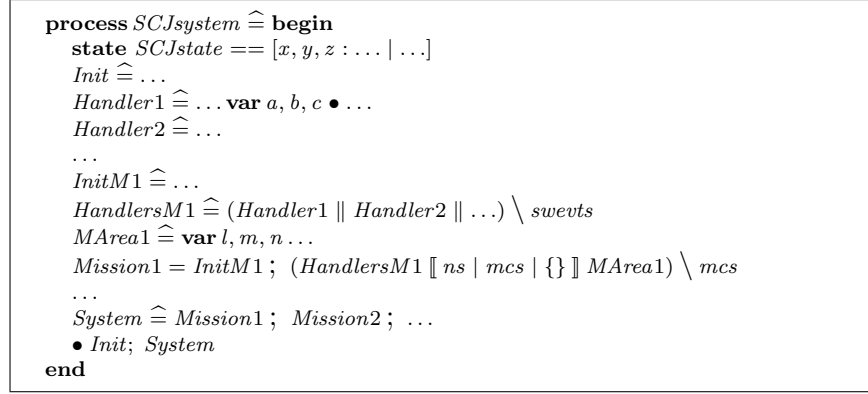 process SCJsystem ≙ begin
state SCJstate == [x, y, z : . . . | . . .]
Init ≙ . . .
Handler1 ≙ . . . var a, b, c • . . .
Handler2 ≙ . . .
. . .
InitM1 ≙ . . .
HandlersM1 ≙ (Handler1 ∥ Handler2 ∥ . . .) \ swevts
MArea1 ≙ var l, m, n . . .
Mission1 = InitM1 ; (HandlersM1 ⟦ ns | mcs | {} ⟧ MArea1) \ mcs
. . .
System ≙ Mission1 ; Mission2 ; . . .
• Init; System
end